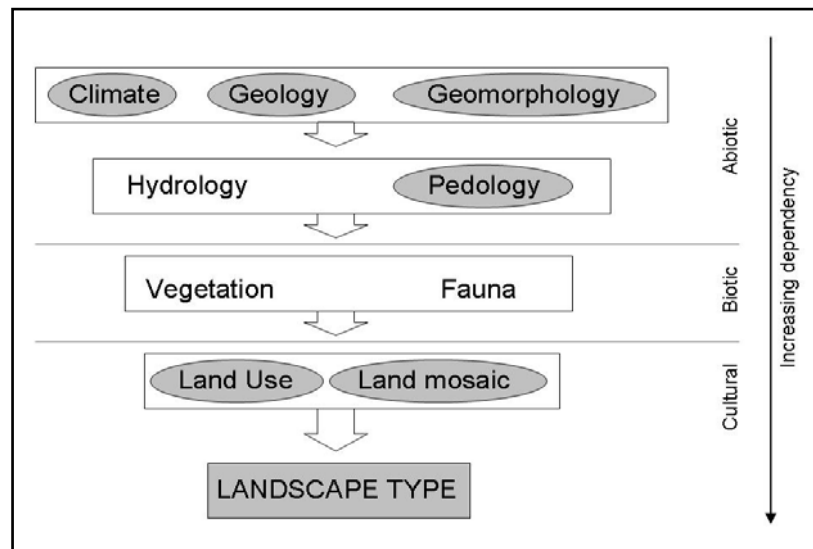 Climate Geology Geomorphology
Hydrology Pedology
Abiotic
Vegetation Fauna
Biotic
Land Use Land mosaic
Cultural
LANDSCAPE TYPE
Increasing dependency